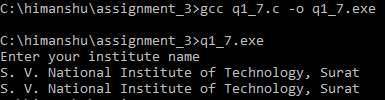 C:\himanshu\assignment_3>gcc q1_7.c -o q1_7.exe
C:\himanshu\assignment_3>q1_7.exe
Enter your institute name
S. V. National Institute of Technology, Surat
S. V. National Institute of Technology, Surat